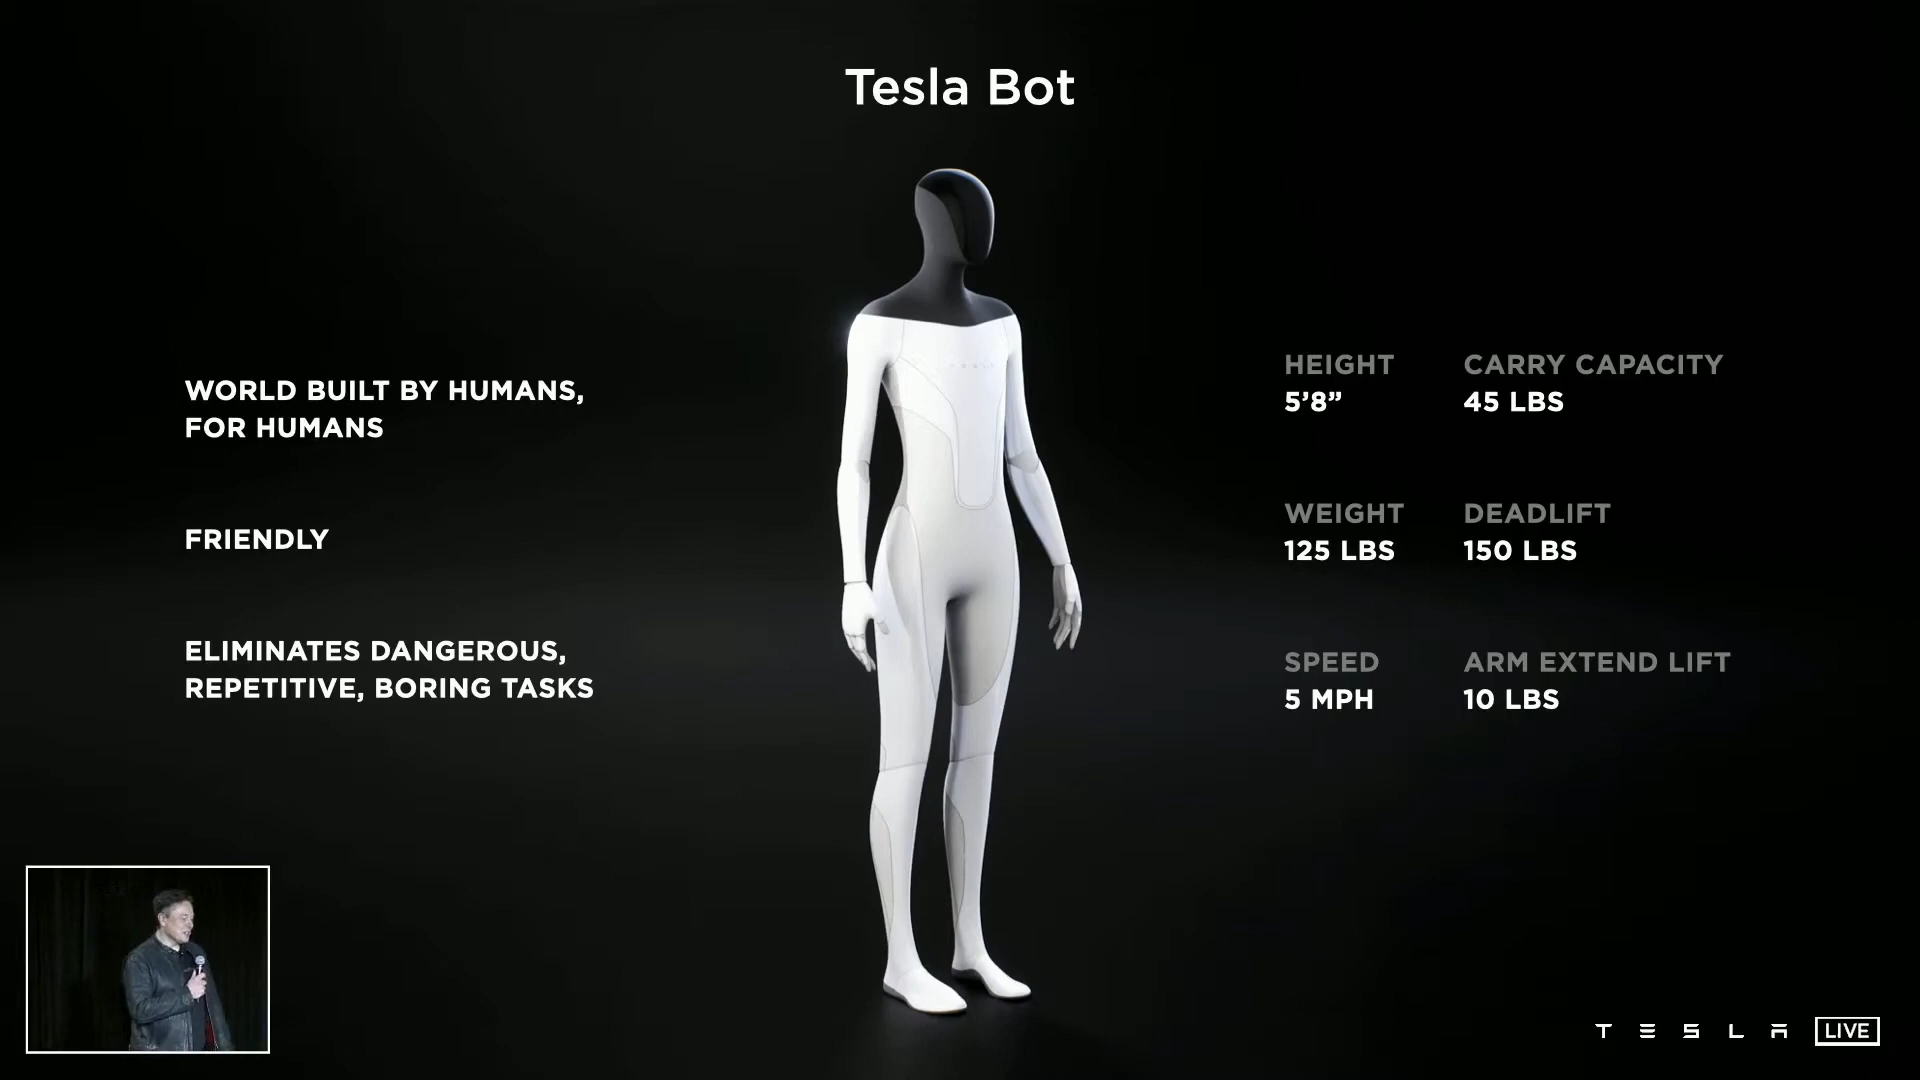 Tesla Bot
WORLD BUILT BY HUMANS,
FOR HUMANS
FRIENDLY
ELIMINATES DANGEROUS,
REPETITIVE, BORING TASKS
HEIGHT
5’8”
CARRY CAPACITY
45 LBS
WEIGHT
125 LBS
DEADLIFT
150 LBS
SPEED
5 MPH
ARM EXTEND LIFT
10 LBS
TESLA LIVE